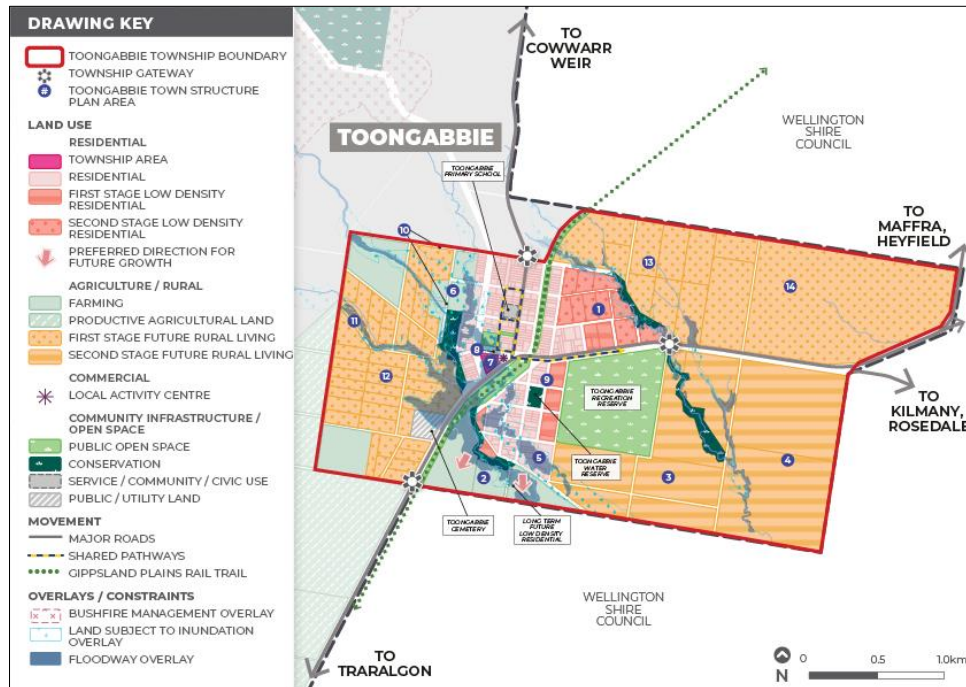 DRAWING KEY
TOONGABBIE TOWNSHIP BOUNDARY
TOWNSHIP GATEWAY
#
TOONGABBIE TOWN STRUCTURE
PLAN AREA
LAND USE
RESIDENTIAL
TOWNSHIP AREA
RESIDENTIAL
FIRST STAGE LOW DENSITY
RESIDENTIAL
SECOND STAGE LOW DENSITY
RESIDENTIAL
PREFERRED DIRECTION FOR
FUTURE GROWTH
AGRICULTURE / RURAL
FARMING
PRODUCTIVE AGRICULTURAL LAND
FIRST STAGE FUTURE RURAL LIVING
SECOND STAGE FUTURE RURAL LIVING
COMMERCIAL
LOCAL ACTIVITY CENTRE
COMMUNITY INFRASTRUCTURE /
OPEN SPACE
PUBLIC OPEN SPACE
CONSERVATION
SERVICE / COMMUNITY / CIVIC USE
PUBLIC / UTILITY LAND
MOVEMENT
MAJOR ROADS
SHARED PATHWAYS
GIPPSLAND PLAINS RAIL TRAIL
OVERLAYS / CONSTRAINTS
BUSHFIRE MANAGEMENT OVERLAY
LAND SUBJECT TO INUNDATION
OVERLAY
FLOODWAY OVERLAY
TO
COWWARR
WEIR
WELLINGTON
SHIRE
COUNCIL
TOONGABBIE
TOONGABBIE
PRIMARY SCHOOL
TO
MAFFRA,
HEYFIELD
10
13
14
6
1
11
8
7
12
9
TOONGABBIE
RECREATION
RESERVE
TO
KILMANY,
ROSEDALE
5
TOONGABBIE
WATER
RESERVE
2
3
4
TOONGABBIE
CEMETERY
LONG TERM
FUTURE
LOW DENSITY
RESIDENTIAL
WELLINGTON
SHIRE
COUNCIL
TO
TRARALGON
N
0 0.5 1.0km